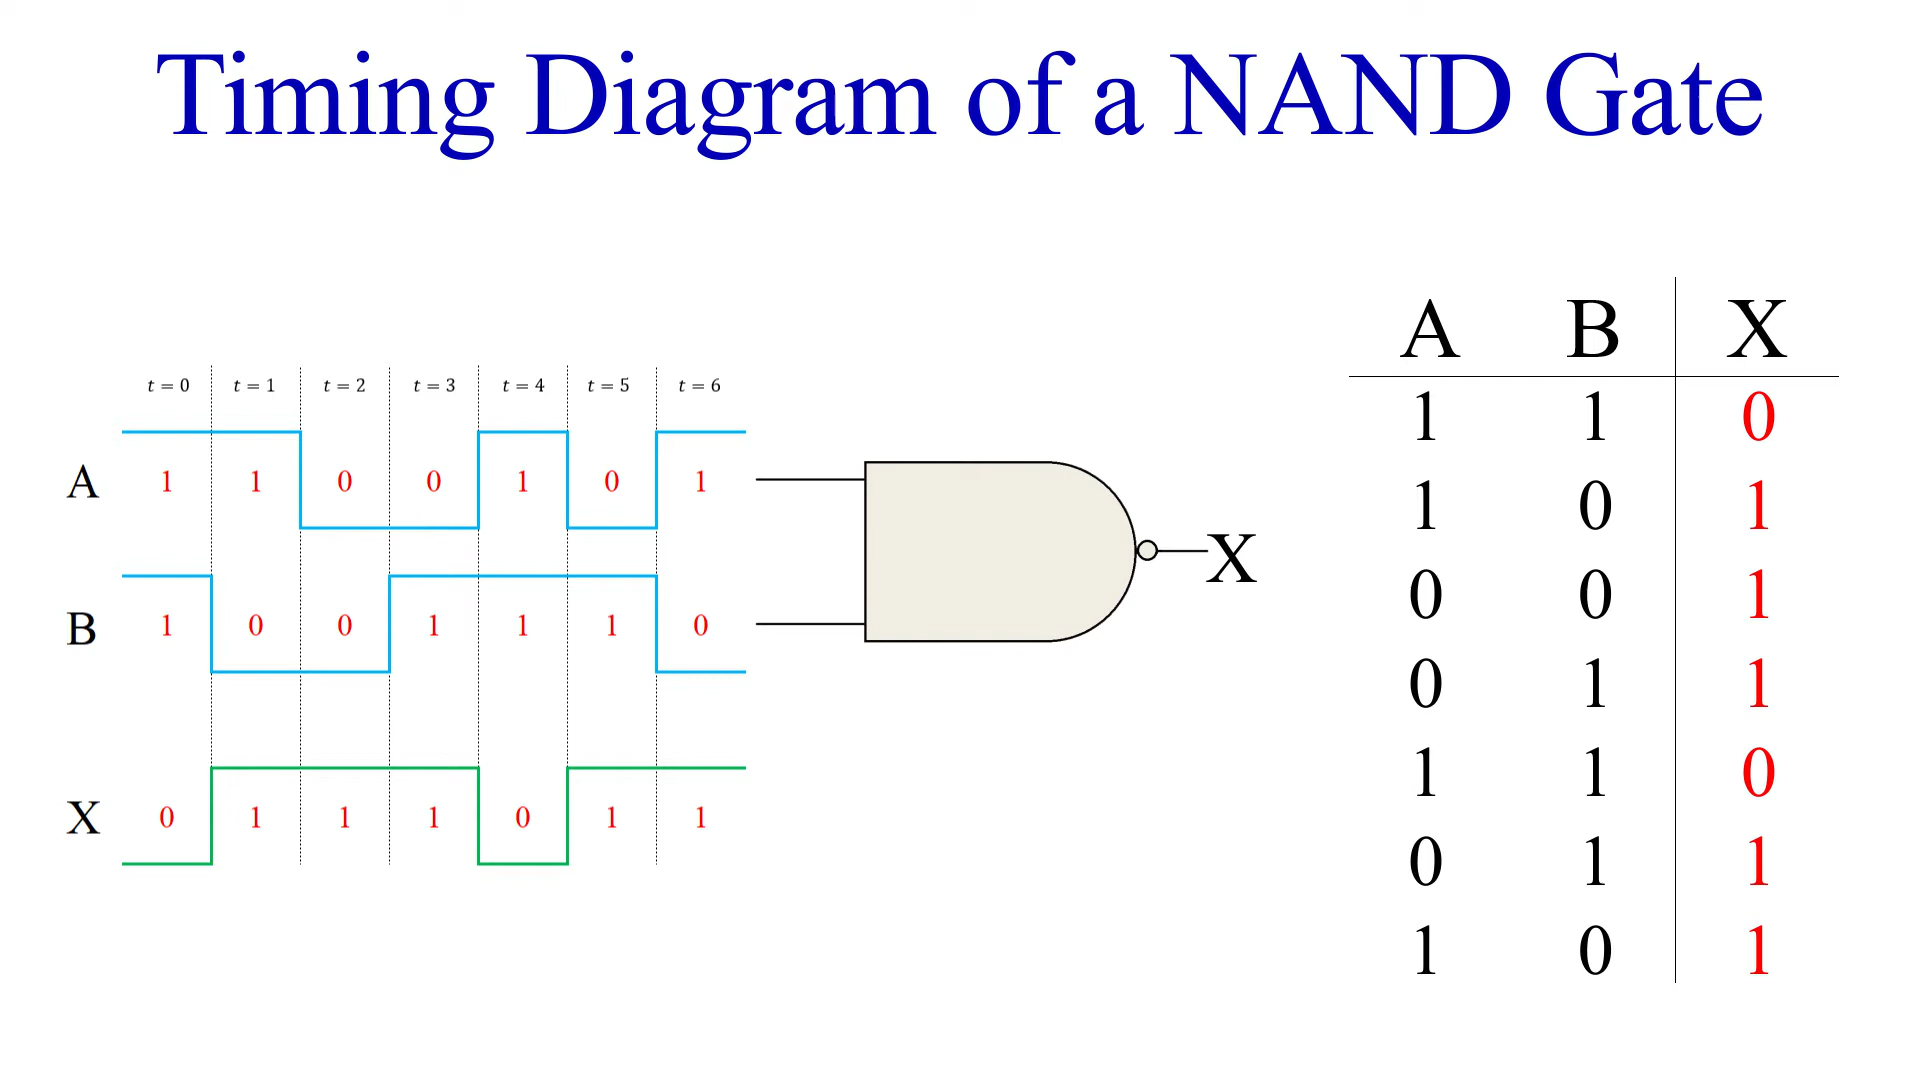 Timing Diagram of a NAND Gate
t = 0 t = 1 t = 2 t = 3 t = 4 t = 5 t = 6
A 1 1 0 0 1 0 1
B 1 0 0 1 1 1 0
X 0 1 1 1 0 1 1
X
A B X
1 1 0
1 0 1
0 0 1
0 1 1
1 1 0
0 1 1
1 0 1